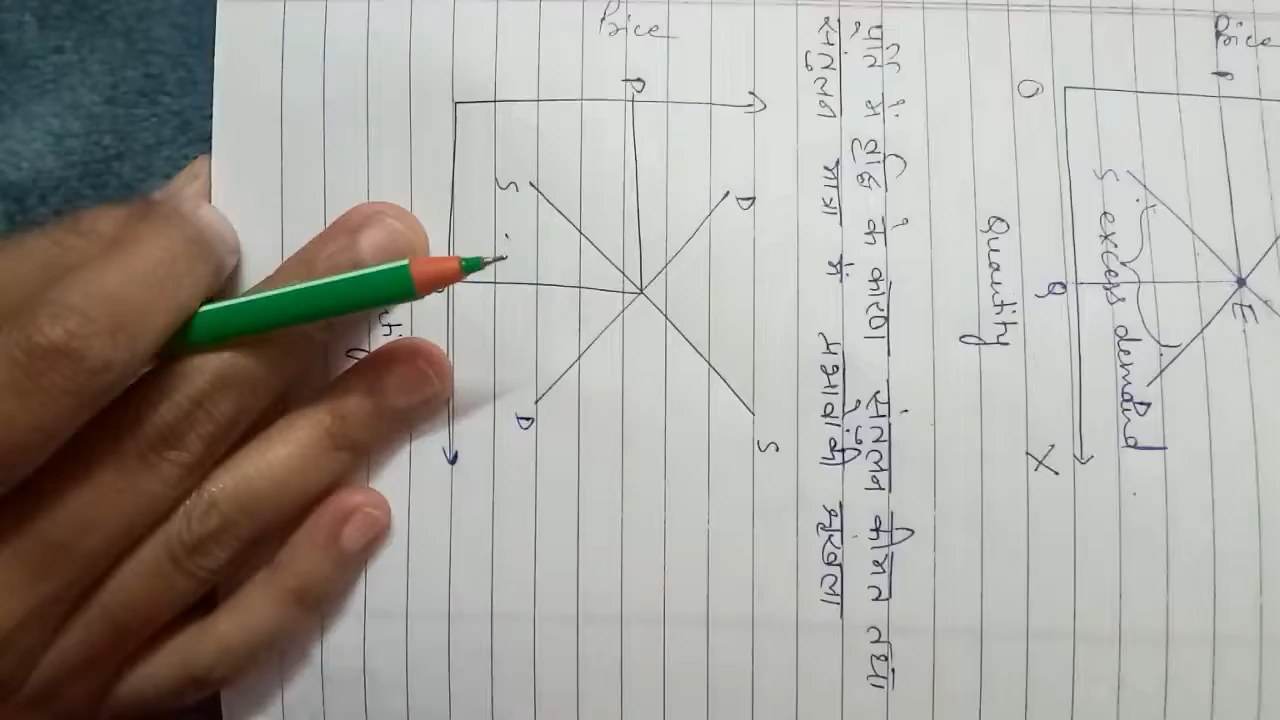 Price
O
S
excess demand
E
Q
D
Quantity
X
पूर्ति में वृद्धि के कारण संतुलन कीमत तथा
संतुलन मात्रा में प्रभावों की श्रृंखला
Price
P
D
S
S
D